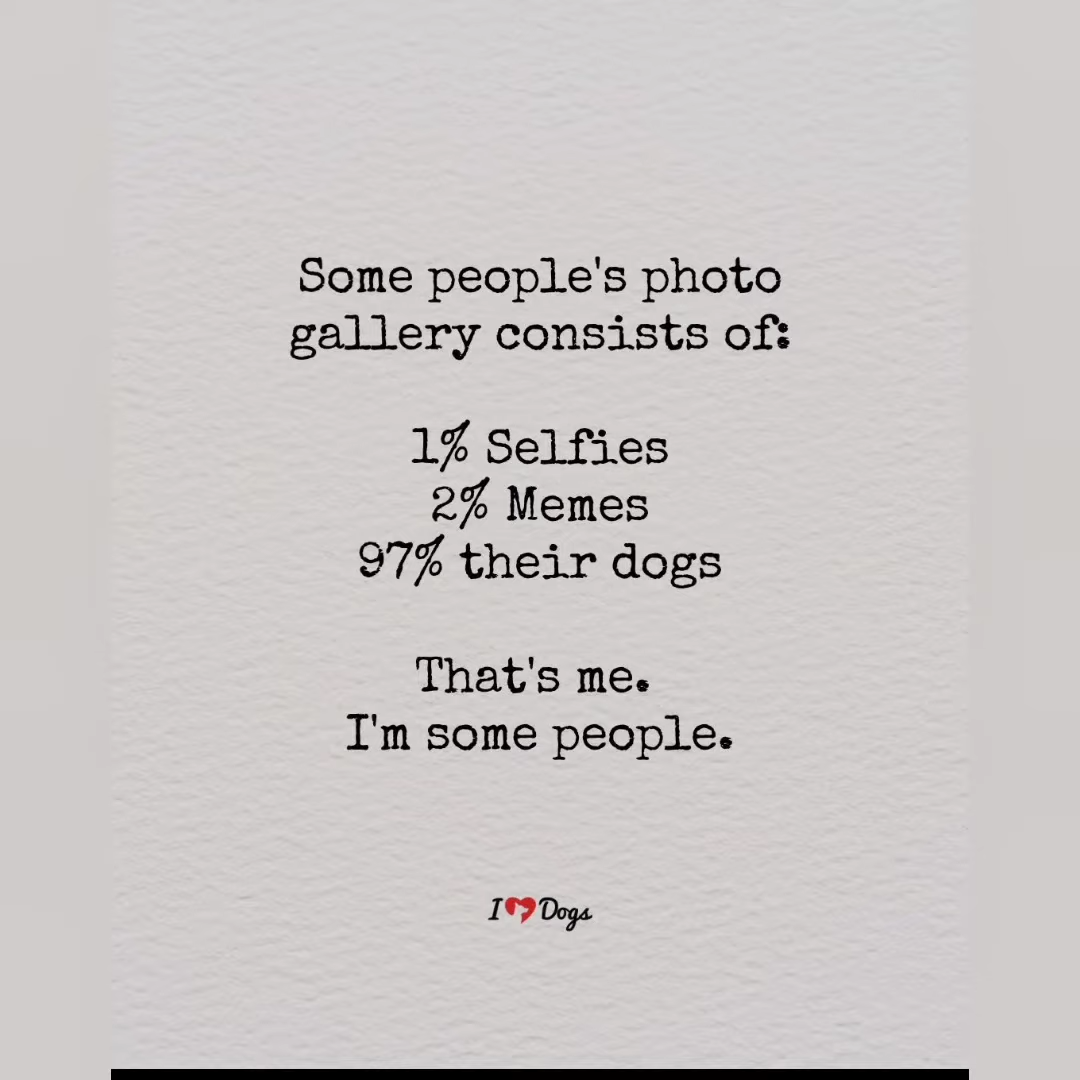 Some people's photo
gallery consists of:
1% Selfies
2% Memes
97% their dogs
That's me.
I'm some people.
I Dogs